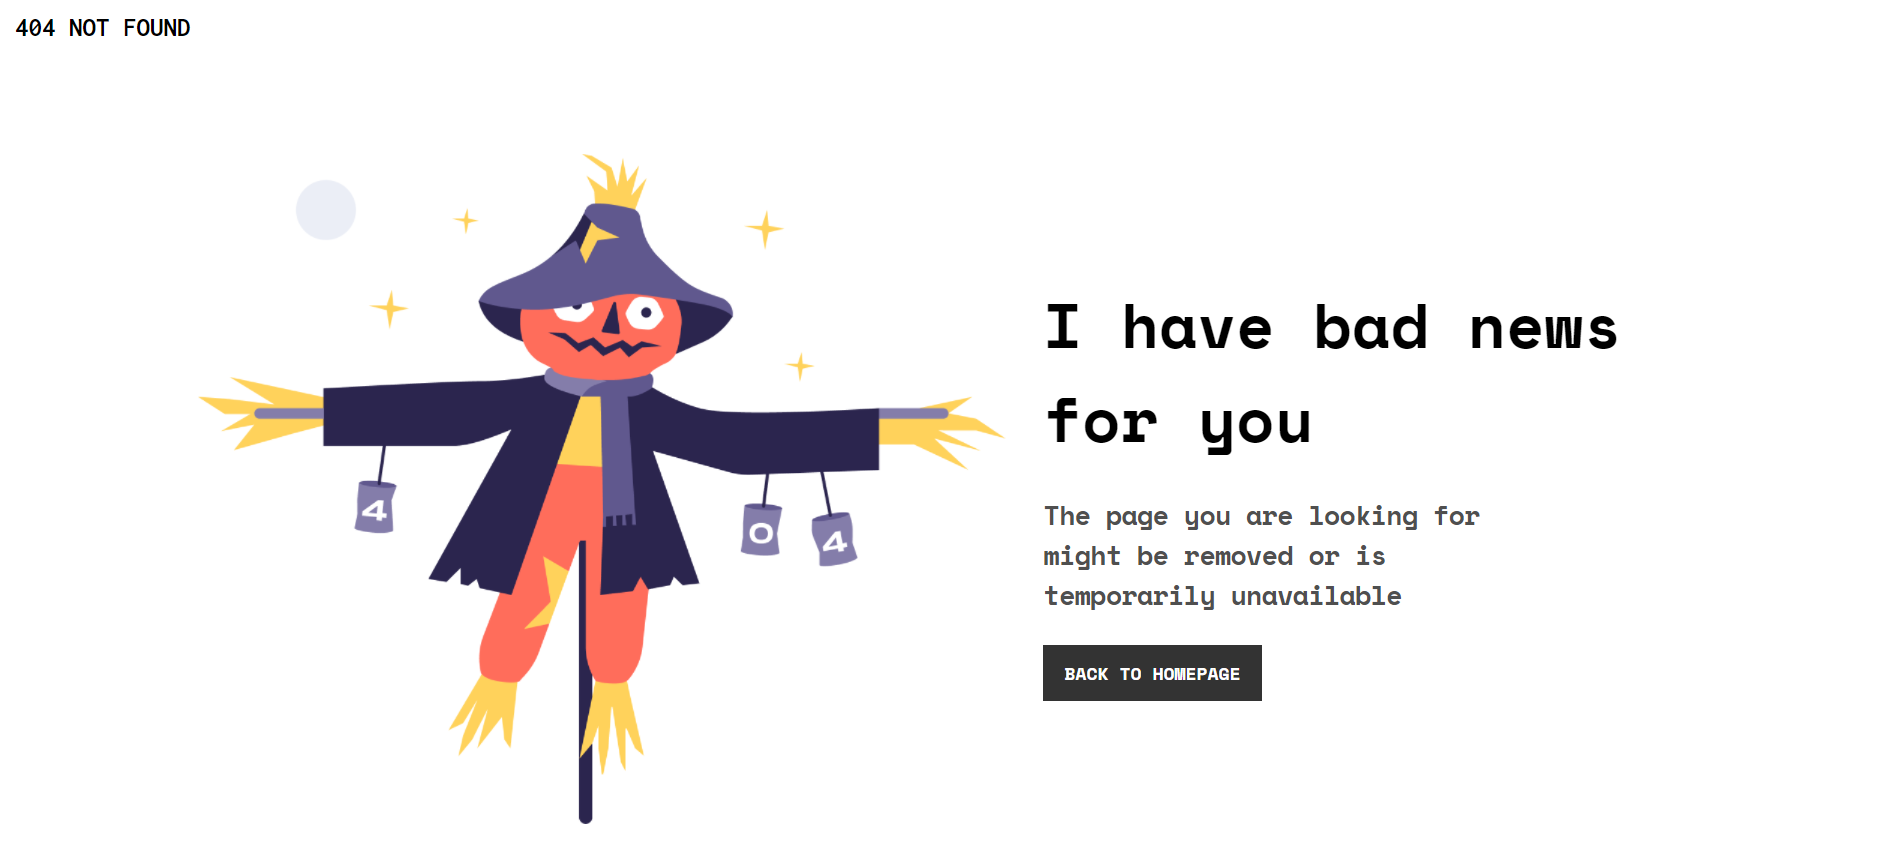 404 NOT FOUND
4
0
4
I have bad news
for you
The page you are looking for
might be removed or is
temporarily unavailable
BACK TO HOMEPAGE